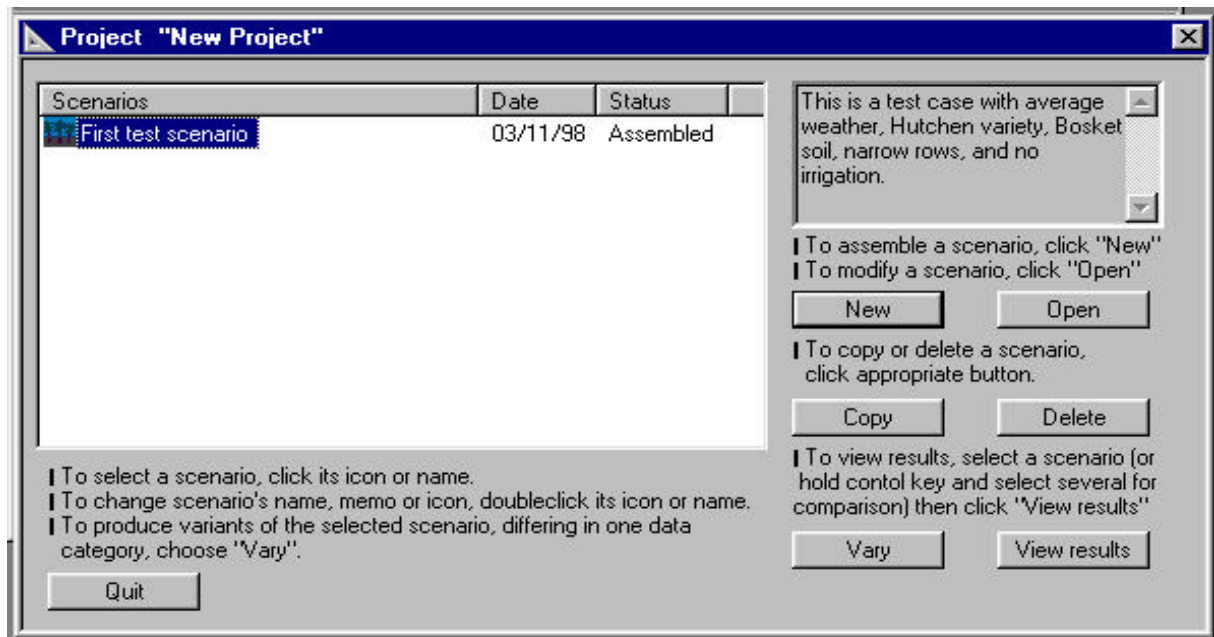 Project "New Project"
Scenarios Date Status
First test scenario 03/11/98 Assembled
This is a test case with average
weather, Hutchen variety, Bosket
soil, narrow rows, and no
irrigation.
To assemble a scenario, click "New"
To modify a scenario, click "Open"
New Open
To copy or delete a scenario,
click appropriate button.
Copy Delete
To view results, select a scenario (or
hold contol key and select several for
comparison) then click "View results"
Vary View results
To select a scenario, click its icon or name.
To change scenario's name, memo or icon, doubleclick its icon or name.
To produce variants of the selected scenario, differing in one data
category, choose "Vary".
Quit